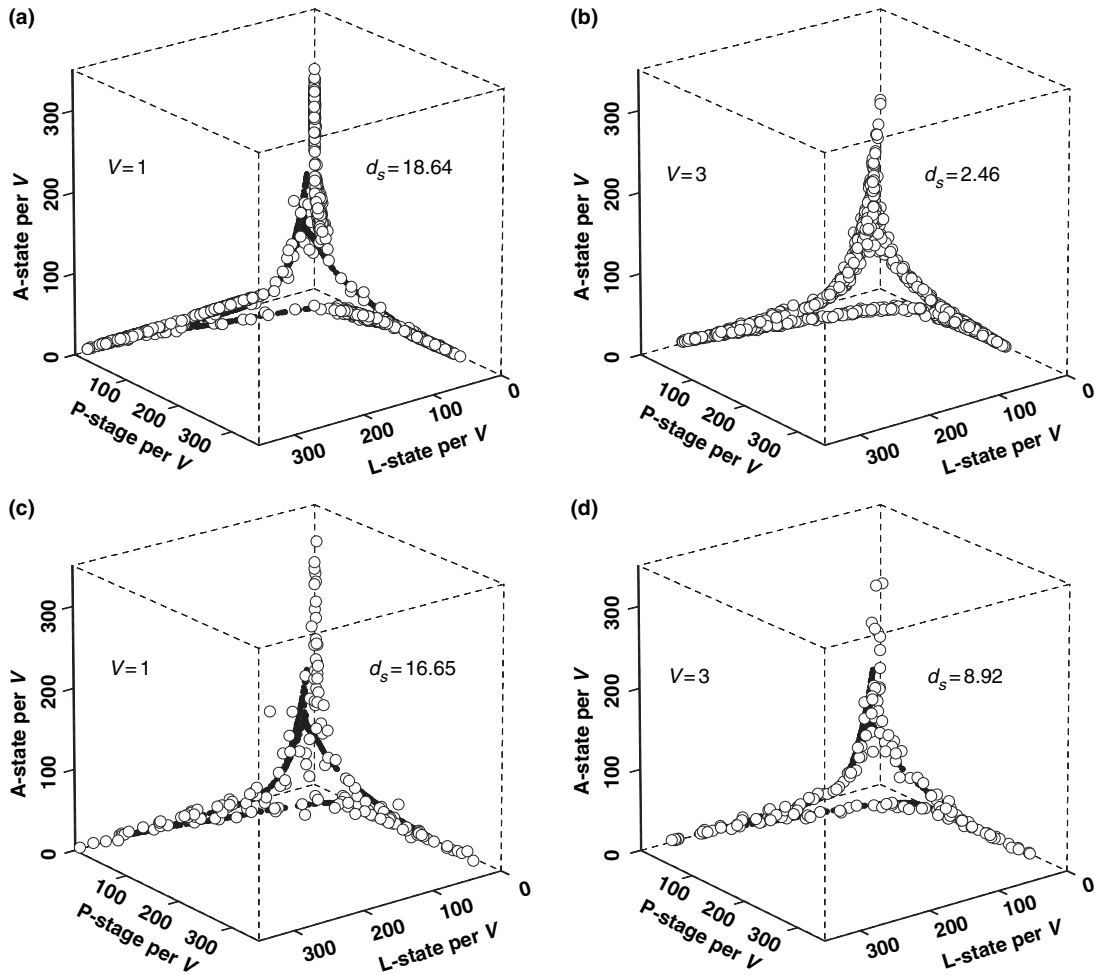 (a)
V=1
ds=18.64
A-state per V
300
200
100
0
P-stage per V
100
200
300
L-state per V
300
200
100
0
(b)
V=3
ds=2.46
A-state per V
300
200
100
0
P-stage per V
100
200
300
L-state per V
300
200
100
0
(c)
V=1
ds=16.65
A-state per V
300
200
100
0
P-stage per V
100
200
300
L-state per V
300
200
100
0
(d)
V=3
ds=8.92
A-state per V
300
200
100
0
P-stage per V
100
200
300
L-state per V
300
200
100
0